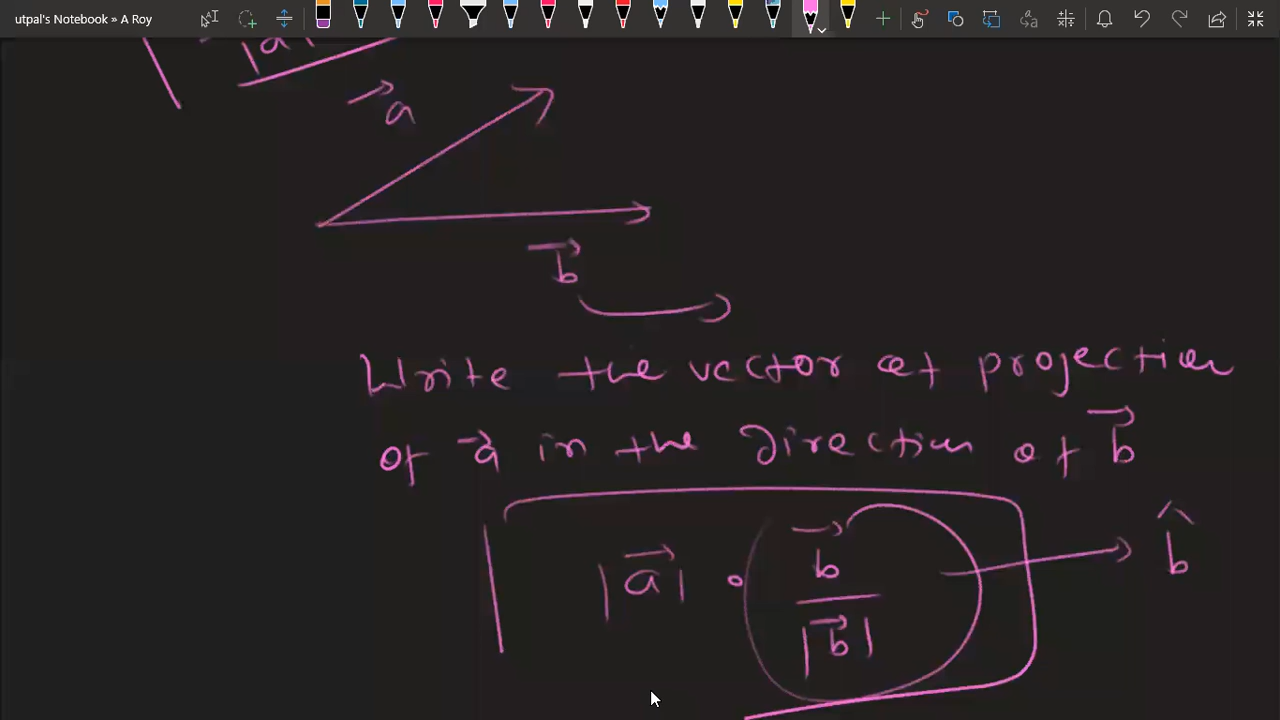 utpal's Notebook » A Roy
|a|
→a
→b
Write the vector of projection
of →a in the direction of →b
|→a| · →b / |→b| → b̂